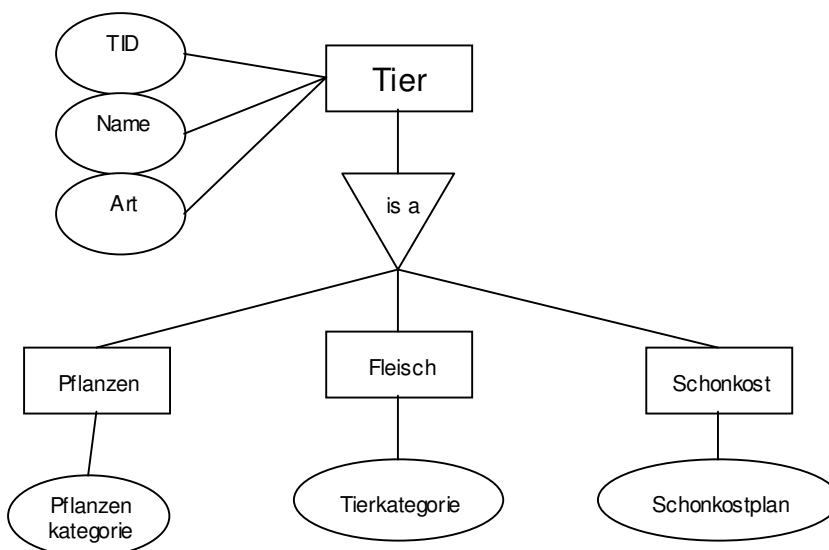 TID
Tier
Name
Art
is a
Pflanzen
Fleisch
Schonkost
Pflanzen
kategorie
Tierkategorie
Schonkostplan